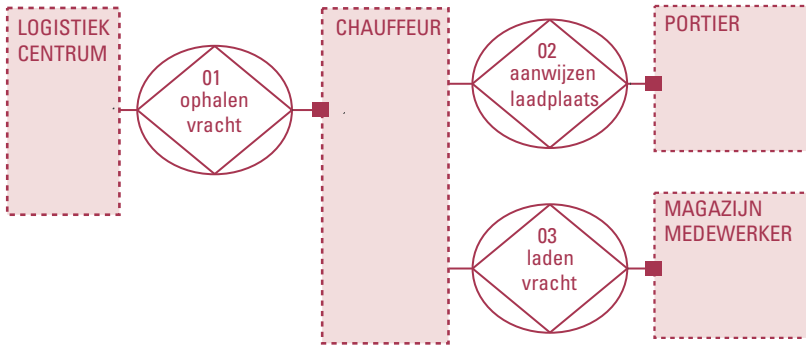 LOGISTIEK
CENTRUM
01
ophalen
vracht
CHAUFFEUR
02
aanwijzen
laadplaats
PORTIER
03
laden
vracht
MAGAZIJN
MEDEWERKER